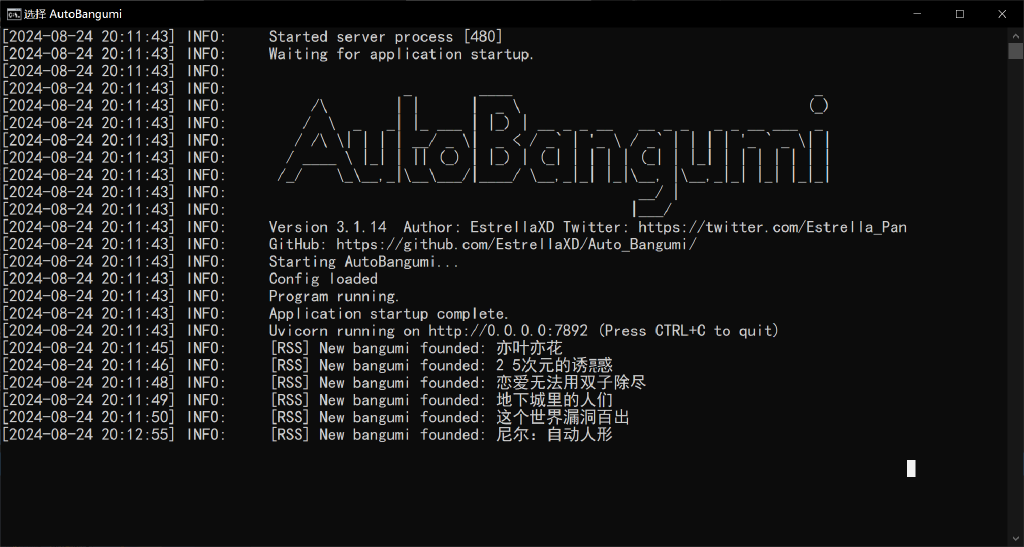 选择 AutoBangumi
[2024-08-24 20:11:43] INFO: Started server process [480]
[2024-08-24 20:11:43] INFO: Waiting for application startup.
[2024-08-24 20:11:43] INFO:
[2024-08-24 20:11:43] INFO:
[2024-08-24 20:11:43] INFO:
[2024-08-24 20:11:43] INFO:
[2024-08-24 20:11:43] INFO: AutoBangumi
[2024-08-24 20:11:43] INFO:
[2024-08-24 20:11:43] INFO:
[2024-08-24 20:11:43] INFO:
[2024-08-24 20:11:43] INFO:
[2024-08-24 20:11:43] INFO: Version 3.1.14 Author: EstrellaXD Twitter: https://twitter.com/Estrella_Pan
[2024-08-24 20:11:43] INFO: GitHub: https://github.com/EstrellaXD/Auto_Bangumi/
[2024-08-24 20:11:43] INFO: Starting AutoBangumi...
[2024-08-24 20:11:43] INFO: Config loaded
[2024-08-24 20:11:43] INFO: Program running.
[2024-08-24 20:11:43] INFO: Application startup complete.
[2024-08-24 20:11:43] INFO: Uvicorn running on http://0.0.0.0:7892 (Press CTRL+C to quit)
[2024-08-24 20:11:45] INFO: [RSS] New bangumi founded: 亦叶亦花
[2024-08-24 20:11:46] INFO: [RSS] New bangumi founded: 2 5次元的诱惑
[2024-08-24 20:11:48] INFO: [RSS] New bangumi founded: 恋爱无法用双子除尽
[2024-08-24 20:11:49] INFO: [RSS] New bangumi founded: 地下城里的人们
[2024-08-24 20:11:50] INFO: [RSS] New bangumi founded: 这个世界漏洞百出
[2024-08-24 20:12:55] INFO: [RSS] New bangumi founded: 尼尔：自动人形